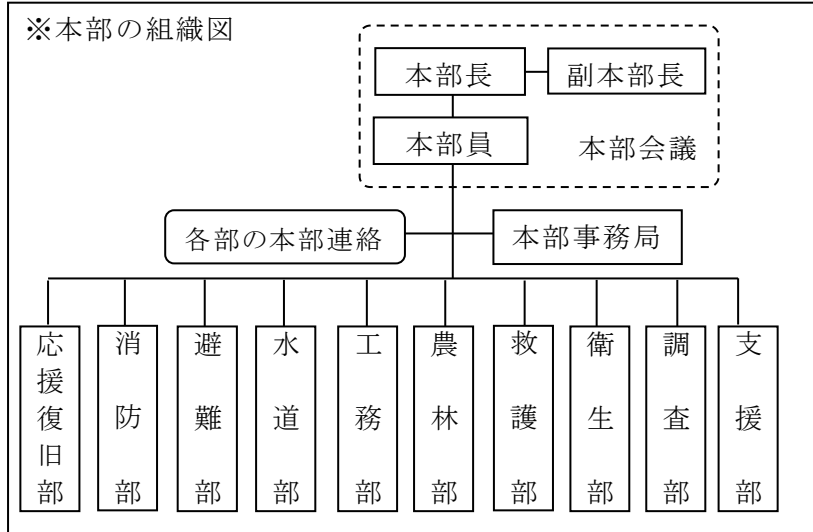 ※本部の組織図
本部長
副本部長
本部員
本部会議
各部の本部連絡
本部事務局
応援復旧部
消防部
避難部
水道部
工務部
農林部
救護部
衛生部
調査部
支援部